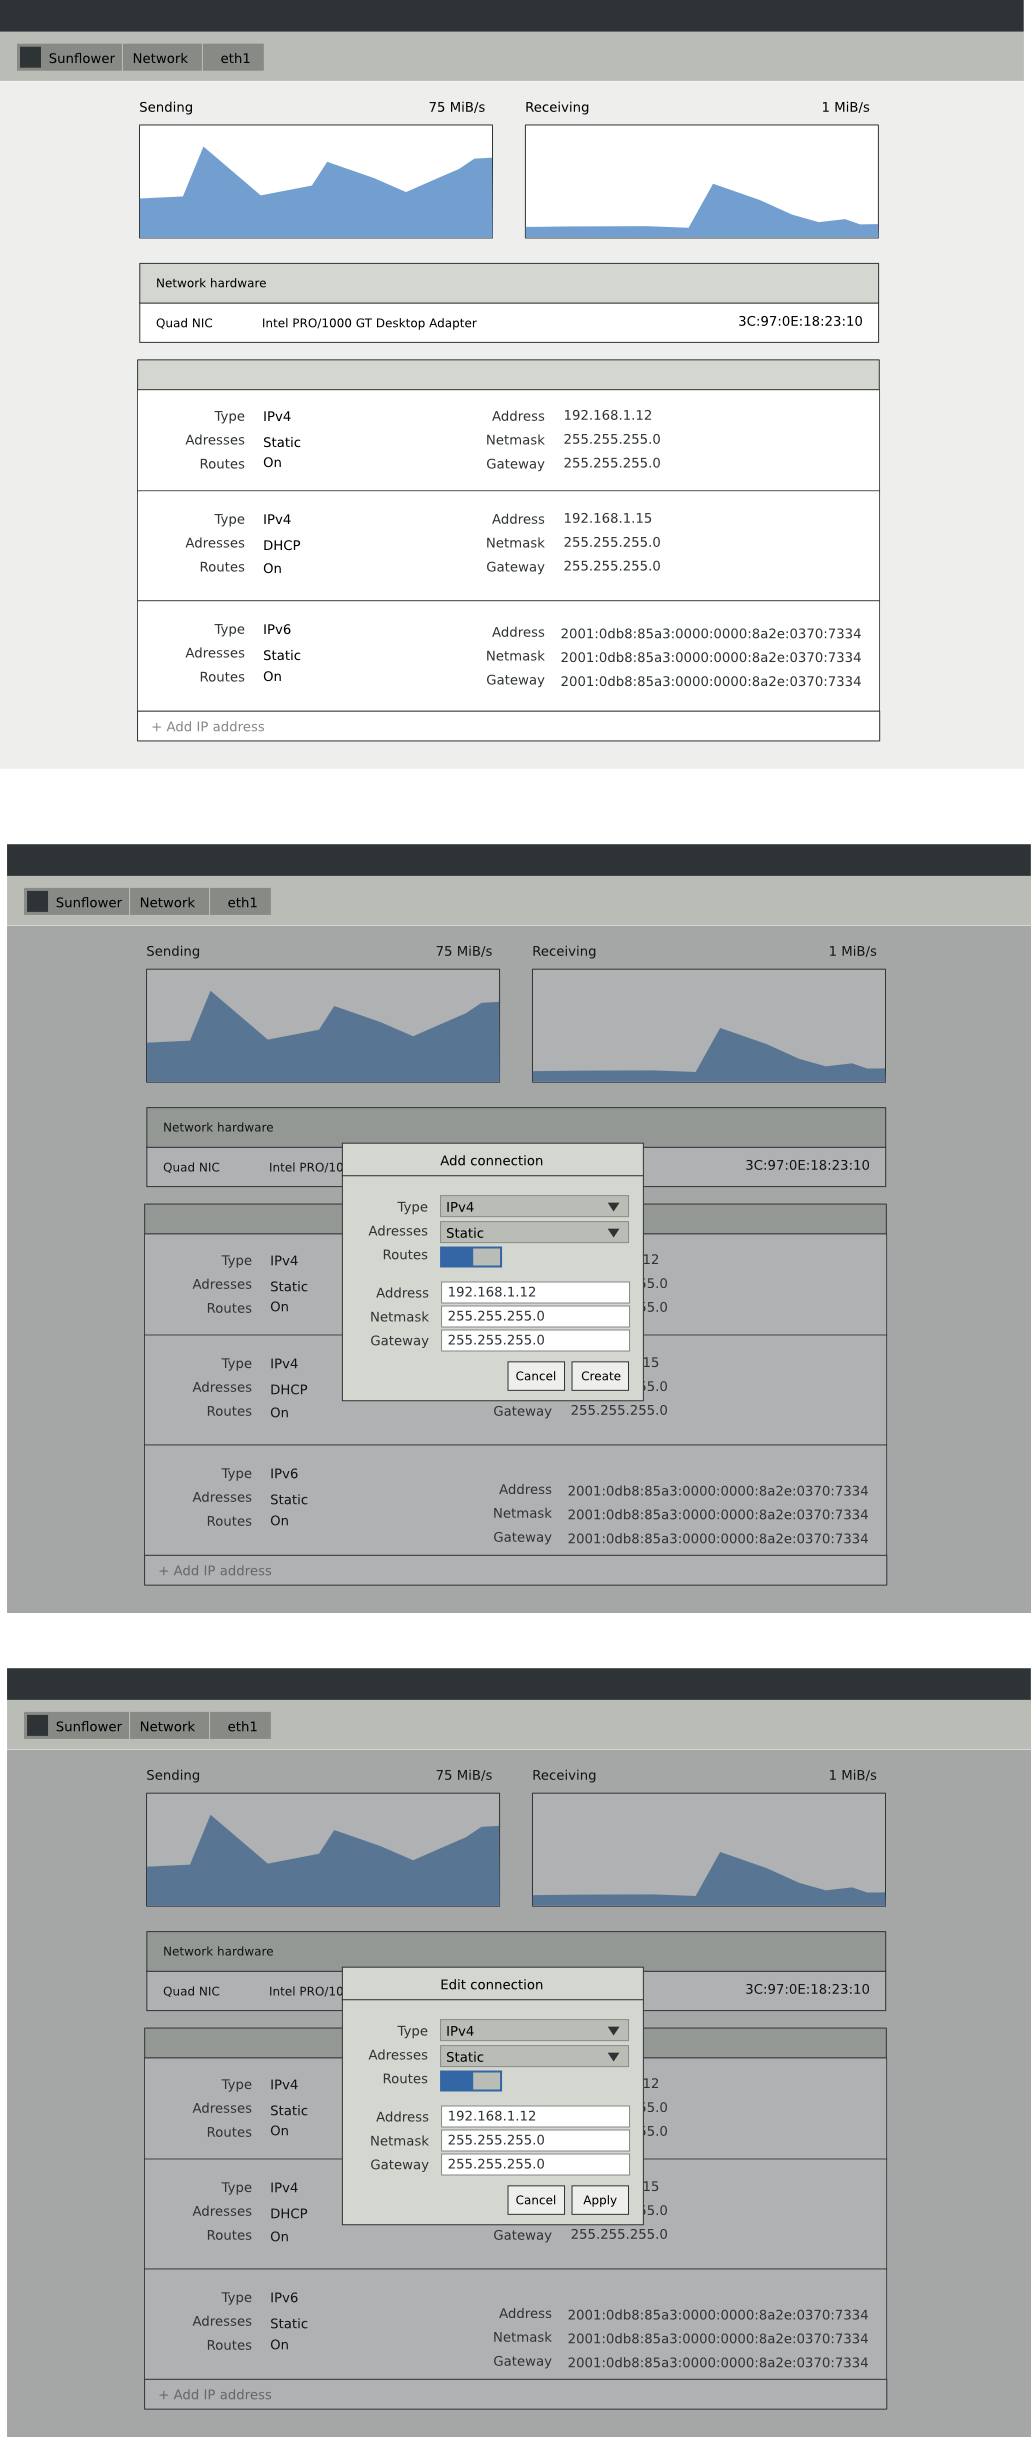 Sunflower Network eth1
Sending 75 MiB/s Receiving 1 MiB/s
Network hardware
Quad NIC Intel PRO/1000 GT Desktop Adapter 3C:97:0E:18:23:10
Type IPv4 Address 192.168.1.12
Adresses Static Netmask 255.255.255.0
Routes On Gateway 255.255.255.0
Type IPv4 Address 192.168.1.15
Adresses DHCP Netmask 255.255.255.0
Routes On Gateway 255.255.255.0
Type IPv6 Address 2001:0db8:85a3:0000:0000:8a2e:0370:7334
Adresses Static Netmask 2001:0db8:85a3:0000:0000:8a2e:0370:7334
Routes On Gateway 2001:0db8:85a3:0000:0000:8a2e:0370:7334
+ Add IP address
Sunflower Network eth1
Sending 75 MiB/s Receiving 1 MiB/s
Network hardware
Quad NIC Intel PRO/10 3C:97:0E:18:23:10
Add connection
Type IPv4
Adresses Static
Routes
Address 192.168.1.12
Netmask 255.255.255.0
Gateway 255.255.255.0
Cancel Create
Type IPv4 12
Adresses Static 5.0
Routes On 5.0
Type IPv4 15
Adresses DHCP 5.0
Routes On Gateway 255.255.255.0
Type IPv6 Address 2001:0db8:85a3:0000:0000:8a2e:0370:7334
Adresses Static Netmask 2001:0db8:85a3:0000:0000:8a2e:0370:7334
Routes On Gateway 2001:0db8:85a3:0000:0000:8a2e:0370:7334
+ Add IP address
Sunflower Network eth1
Sending 75 MiB/s Receiving 1 MiB/s
Network hardware
Quad NIC Intel PRO/10 3C:97:0E:18:23:10
Edit connection
Type IPv4
Adresses Static
Routes
Address 192.168.1.12
Netmask 255.255.255.0
Gateway 255.255.255.0
Cancel Apply
Type IPv4 12
Adresses Static 5.0
Routes On 5.0
Type IPv4 15
Adresses DHCP 5.0
Routes On Gateway 255.255.255.0
Type IPv6 Address 2001:0db8:85a3:0000:0000:8a2e:0370:7334
Adresses Static Netmask 2001:0db8:85a3:0000:0000:8a2e:0370:7334
Routes On Gateway 2001:0db8:85a3:0000:0000:8a2e:0370:7334
+ Add IP address